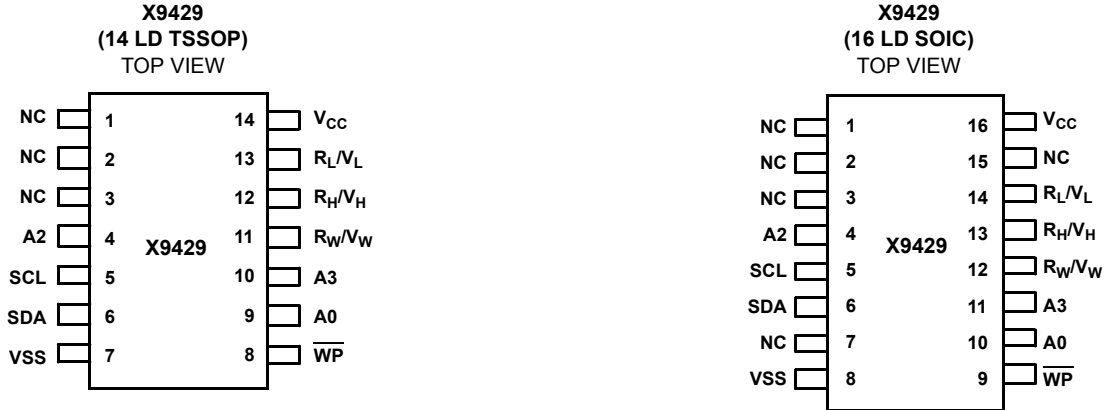 X9429
(14 LD TSSOP)
TOP VIEW
NC 1 14 VCC
NC 2 13 RL/VL
NC 3 12 RH/VH
A2 4 11 RW/VW
X9429
SCL 5 10 A3
SDA 6 9 A0
VSS 7 8 W̅P̅
X9429
(16 LD SOIC)
TOP VIEW
NC 1 16 VCC
NC 2 15 NC
NC 3 14 RL/VL
A2 4 13 RH/VH
X9429
SCL 5 12 RW/VW
SDA 6 11 A3
NC 7 10 A0
VSS 8 9 W̅P̅